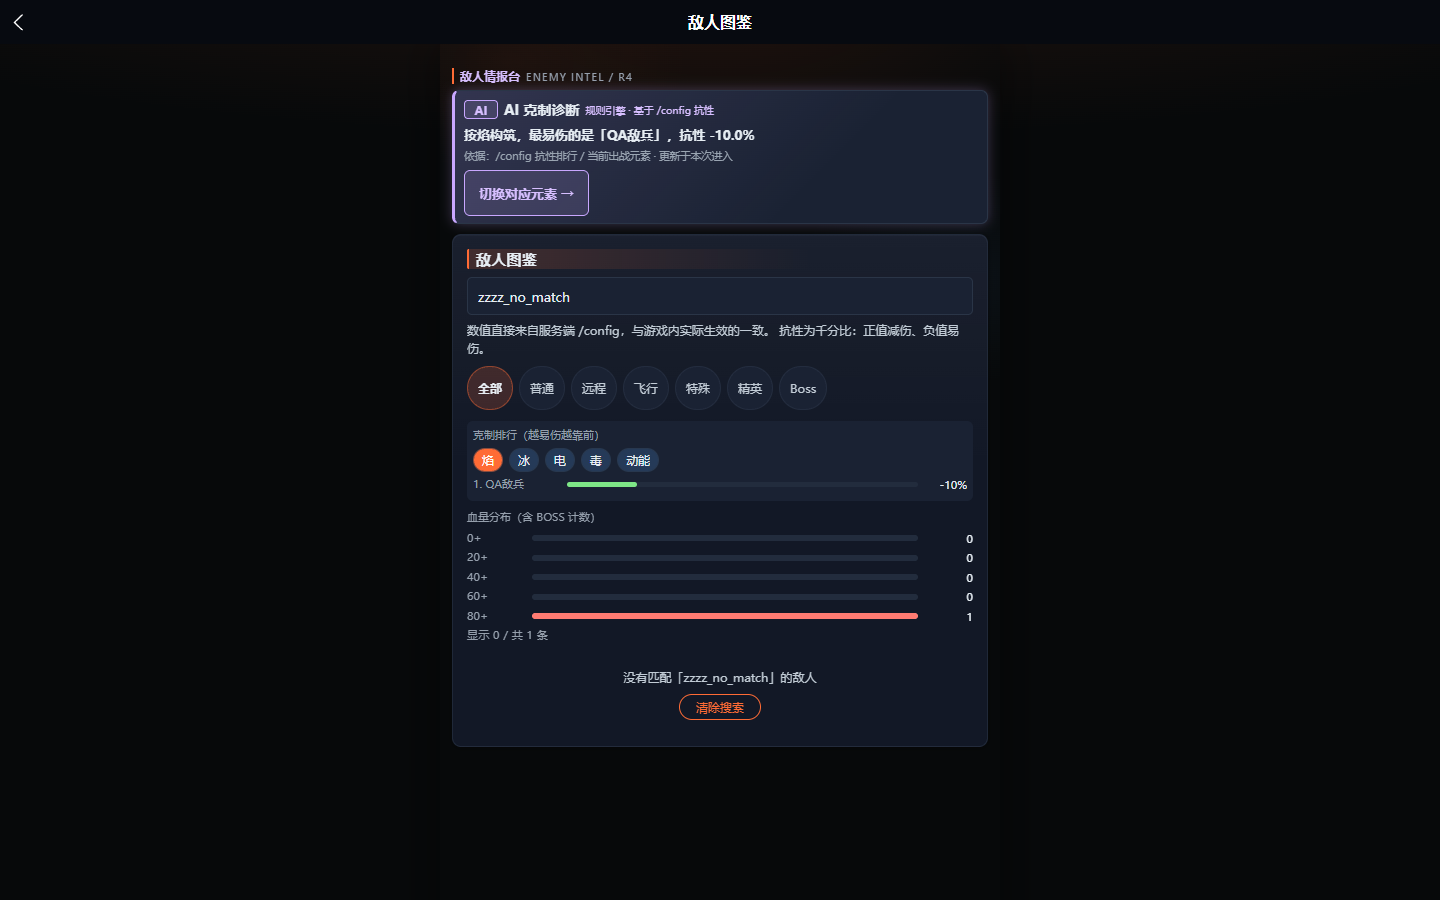 敌人图鉴
敌人情报台 ENEMY INTEL / R4
AI AI 克制诊断 规则引擎 · 基于 /config 抗性
按焰构筑，最易伤的是「QA敌兵」，抗性 -10.0%
依据：/config 抗性排行 / 当前出战元素 · 更新于本次进入
切换对应元素 →
敌人图鉴
zzzz_no_match
数值直接来自服务端 /config，与游戏内实际生效的一致。 抗性为千分比：正值减伤、负值易
伤。
全部 普通 远程 飞行 特殊 精英 Boss
克制排行（越易伤越靠前）
焰 冰 电 毒 动能
1. QA敌兵 -10%
血量分布（含 BOSS 计数）
0+ 0
20+ 0
40+ 0
60+ 0
80+ 1
显示 0 / 共 1 条
没有匹配「zzzz_no_match」的敌人
清除搜索